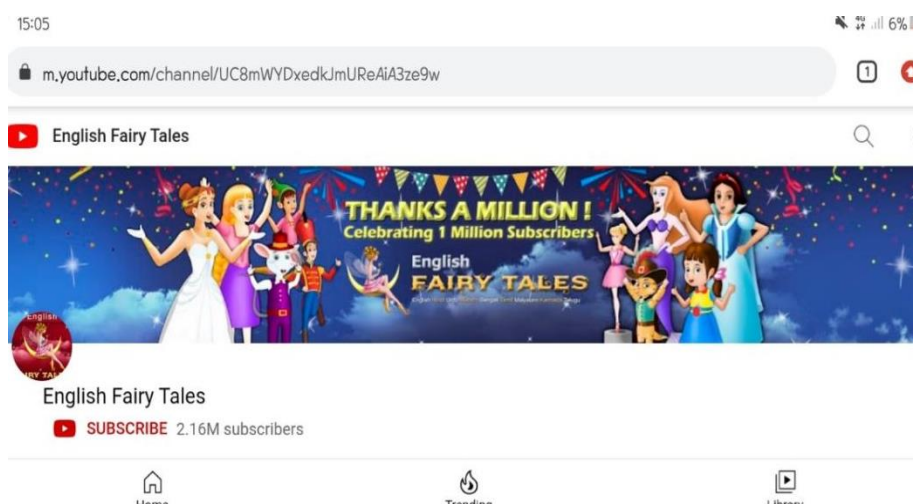 15:05 6%
m.youtube.com/channel/UC8mWYDxedkJmUReAiA3ze9w 1
English Fairy Tales
THANKS A MILLION !
Celebrating 1 Million Subscribers
English
FAIRY TALES
English
English Fairy Tales
SUBSCRIBE 2.16M subscribers
Home Trending Library